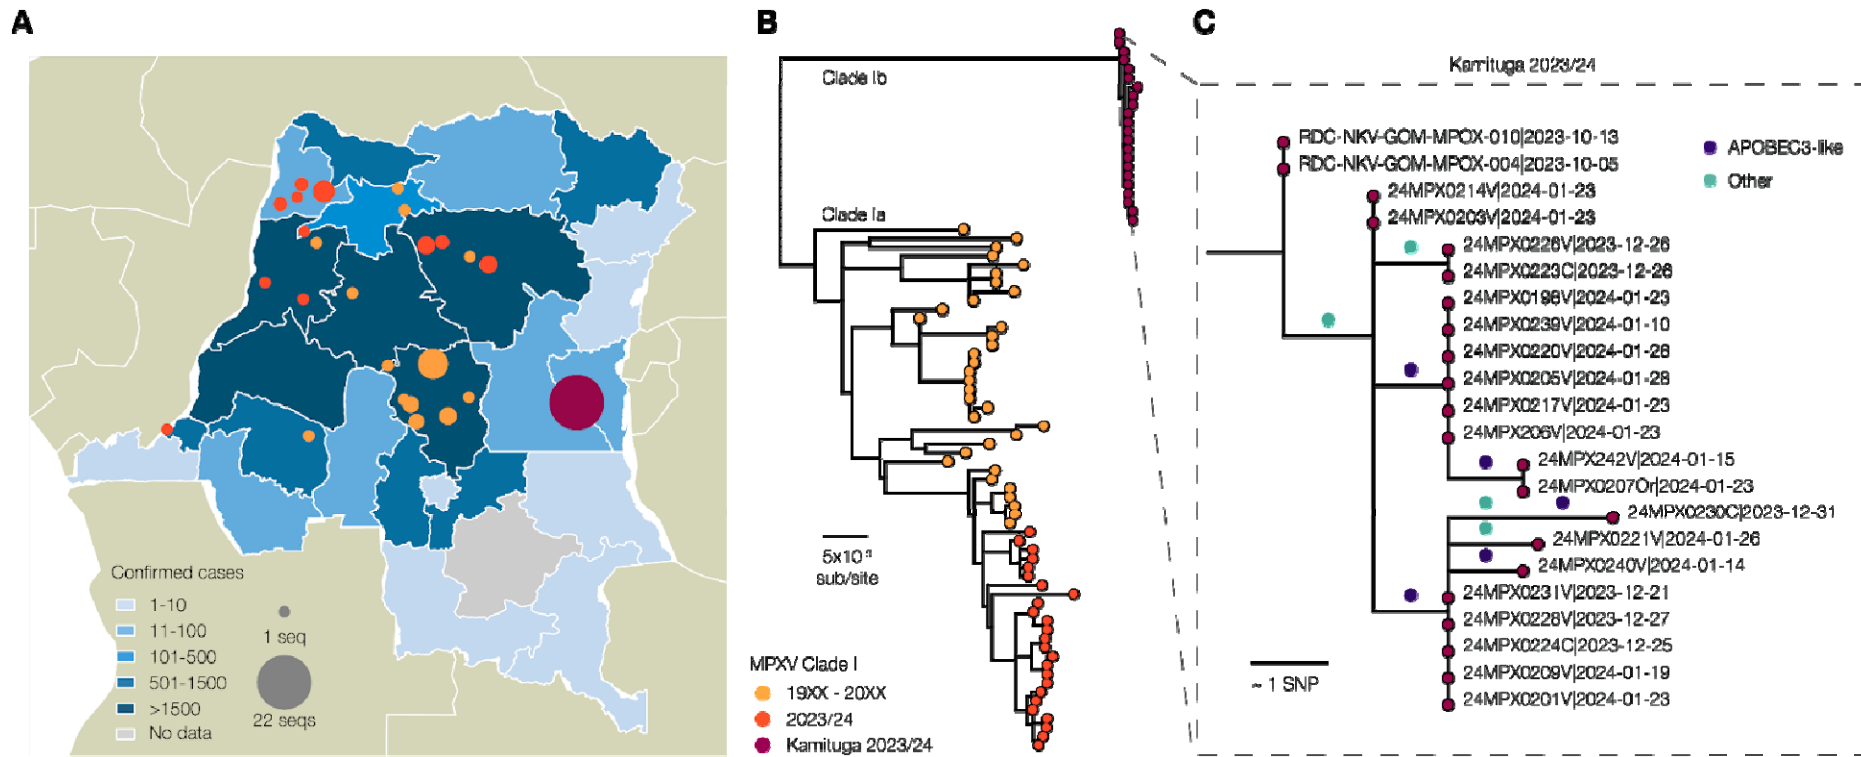 A
Confirmed cases
1-10
11-100
101-500
501-1500
>1500
No data
1 seq
22 seqs
B
Clade Ib
Clade Ia
sub/site
MPXV Clade I
19XX - 20XX
2023/24
Kamituga 2023/24
C
Kamituga 2023/24
RDC-NKV-GOM-MPOX-010|2023-10-13
RDC-NKV-GOM-MPOX-004|2023-10-05
24MPX0214V|2024-01-23
24MPX0203V|2024-01-23
24MPX0226V|2023-12-26
24MPX0223C|2023-12-26
24MPX0198V|2024-01-23
24MPX0239V|2024-01-10
24MPX0220V|2024-01-26
24MPX0205V|2024-01-28
24MPX0217V|2024-01-23
24MPX206V|2024-01-23
24MPX242V|2024-01-15
24MPX0207Or|2024-01-23
24MPX0230C|2023-12-31
24MPX0221V|2024-01-26
24MPX0240V|2024-01-14
24MPX0231V|2023-12-21
24MPX0228V|2023-12-27
24MPX0224C|2023-12-25
24MPX0209V|2024-01-19
24MPX0201V|2024-01-23
APOBEC3-like
Other
~ 1 SNP